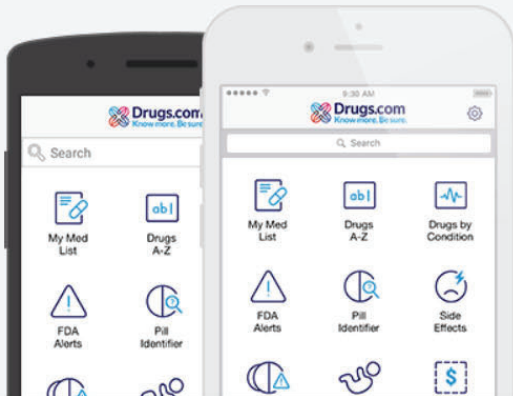 Drugs.com
Know more. Be sure.
Search
My Med
List
ab|
Drugs
A-Z
FDA
Alerts
Pill
Identifier
9:30 AM
Drugs.com
Know more. Be sure.
Search
My Med
List
ab|
Drugs
A-Z
Drugs by
Condition
FDA
Alerts
Pill
Identifier
Side
Effects
$